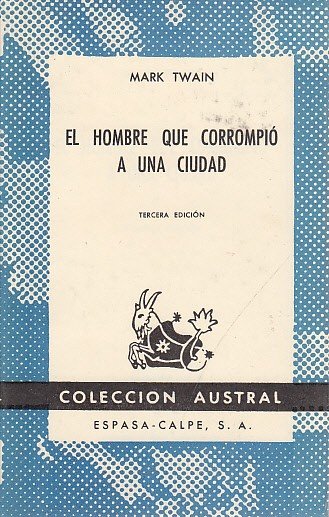 MARK TWAIN
EL HOMBRE QUE CORROMPIÓ
A UNA CIUDAD
TERCERA EDICIÓN
COLECCION AUSTRAL
ESPASA-CALPE, S. A.